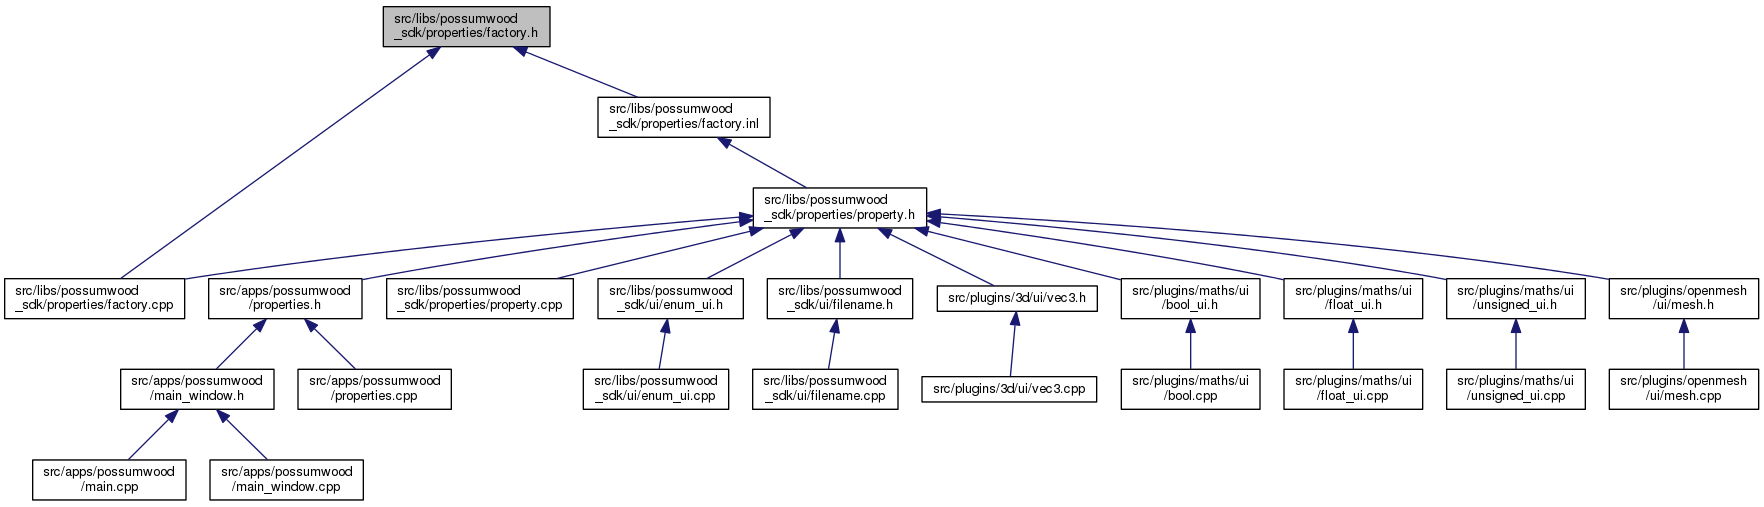 src/libs/possumwood
_sdk/properties/factory.h
src/libs/possumwood
_sdk/properties/factory.inl
src/libs/possumwood
_sdk/properties/property.h
src/libs/possumwood
_sdk/properties/factory.cpp
src/apps/possumwood
/properties.h
src/libs/possumwood
_sdk/properties/property.cpp
src/libs/possumwood
_sdk/ui/enum_ui.h
src/libs/possumwood
_sdk/ui/filename.h
src/plugins/3d/ui/vec3.h
src/plugins/maths/ui
/bool_ui.h
src/plugins/maths/ui
/float_ui.h
src/plugins/maths/ui
/unsigned_ui.h
src/plugins/openmesh
/ui/mesh.h
src/apps/possumwood
/main_window.h
src/apps/possumwood
/properties.cpp
src/libs/possumwood
_sdk/ui/enum_ui.cpp
src/libs/possumwood
_sdk/ui/filename.cpp
src/plugins/3d/ui/vec3.cpp
src/plugins/maths/ui
/bool.cpp
src/plugins/maths/ui
/float_ui.cpp
src/plugins/maths/ui
/unsigned_ui.cpp
src/plugins/openmesh
/ui/mesh.cpp
src/apps/possumwood
/main.cpp
src/apps/possumwood
/main_window.cpp